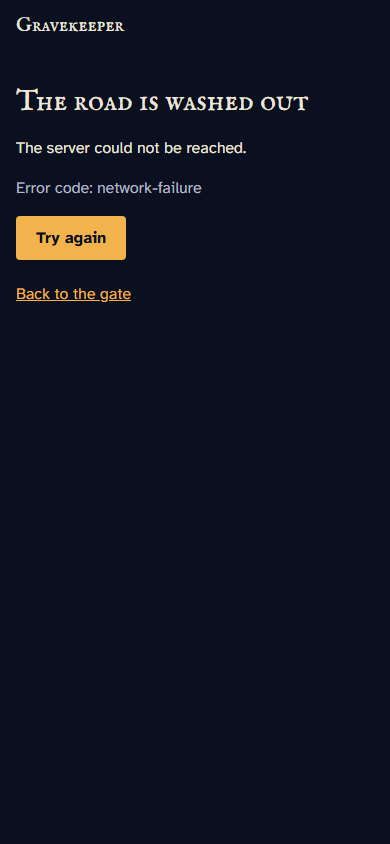 Gravekeeper
The road is washed out
The server could not be reached.
Error code: network-failure
Try again
Back to the gate